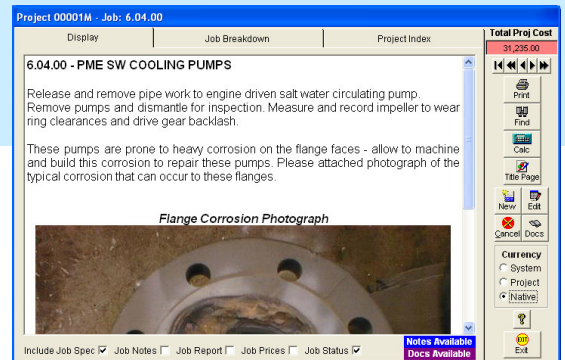 Project 00001M - Job: 6.04.00
Display
Job Breakdown
Project Index
Total Proj Cost
31,235.00
6.04.00 - PME SW COOLING PUMPS
Release and remove pipe work to engine driven salt water circulating pump.
Remove pumps and dismantle for inspection. Measure and record impeller to wear
ring clearances and drive gear backlash.
These pumps are prone to heavy corrosion on the flange faces - allow to machine
and build this corrosion to repair these pumps. Please attached photograph of the
typical corrosion that can occur to these flanges.
Flange Corrosion Photograph
Print
Find
Calc
Title Page
New Edit
Cancel Docs
Currency
System
Project
Native
?
Exit
Include Job Spec Job Notes Job Report Job Prices Job Status
Notes Available
Docs Available